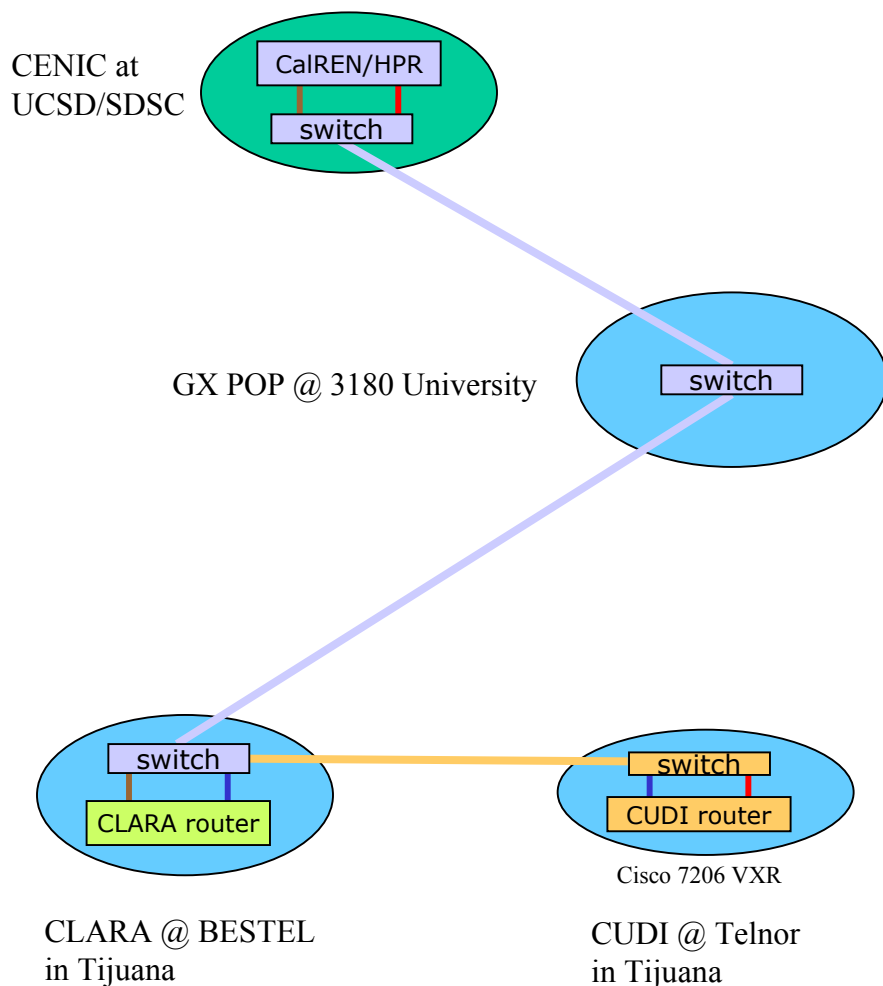 CENIC at
UCSD/SDSC
CalREN/HPR
switch
GX POP @ 3180 University
switch
switch
CLARA router
switch
CUDI router
Cisco 7206 VXR
CLARA @ BESTEL
in Tijuana
CUDI @ Telnor
in Tijuana